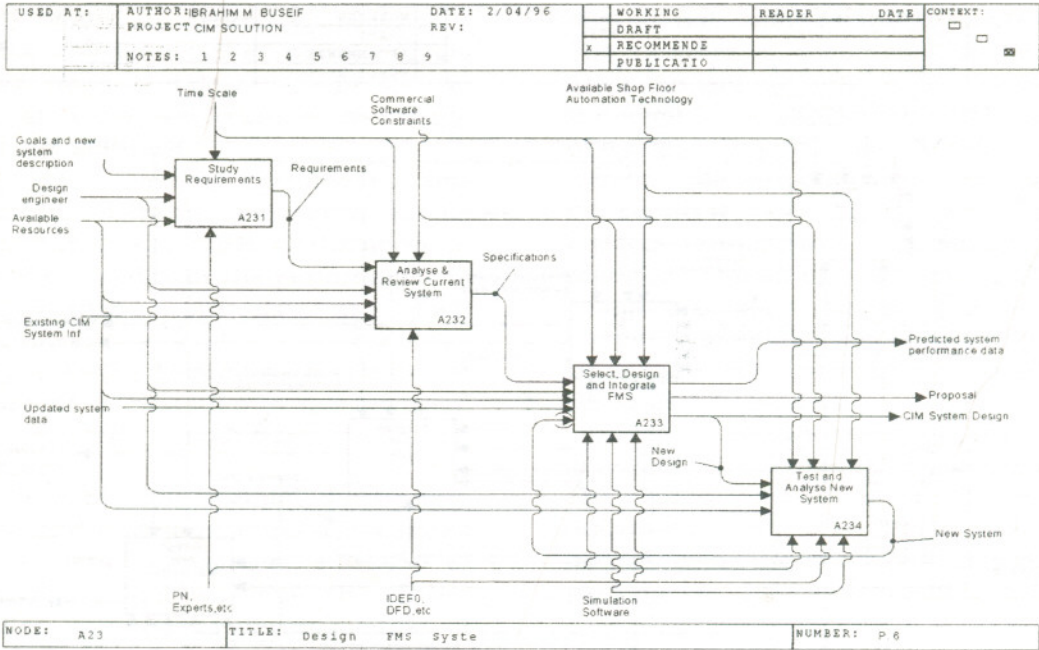 USED AT:
AUTHOR: IBRAHIM M BUSEIF
DATE: 2/04/96
WORKING
READER
DATE
CONTEXT:
PROJECT CIM SOLUTION
REV:
DRAFT
x
RECOMMENDE
NOTES: 1 2 3 4 5 6 7 8 9
PUBLICATIO
Time Scale
Commercial
Software
Constraints
Available Shop Floor
Automation Technology
Goals and new
system
description
Study
Requirements
A231
Requirements
Design
engineer
Available
Resources
Analyse &
Review Current
System
A232
Specifications
Existing CIM
System Inf
Select, Design
and Integrate
FMS
A233
Predicted system
performance data
Proposal
CIM System Design
Updated system
data
New
Design
Test and
Analyse New
System
A234
New System
PN,
Experts,etc
IDEF0,
DFD,etc
Simulation
Software
NODE: A23
TITLE: Design FMS Syste
NUMBER: P 6